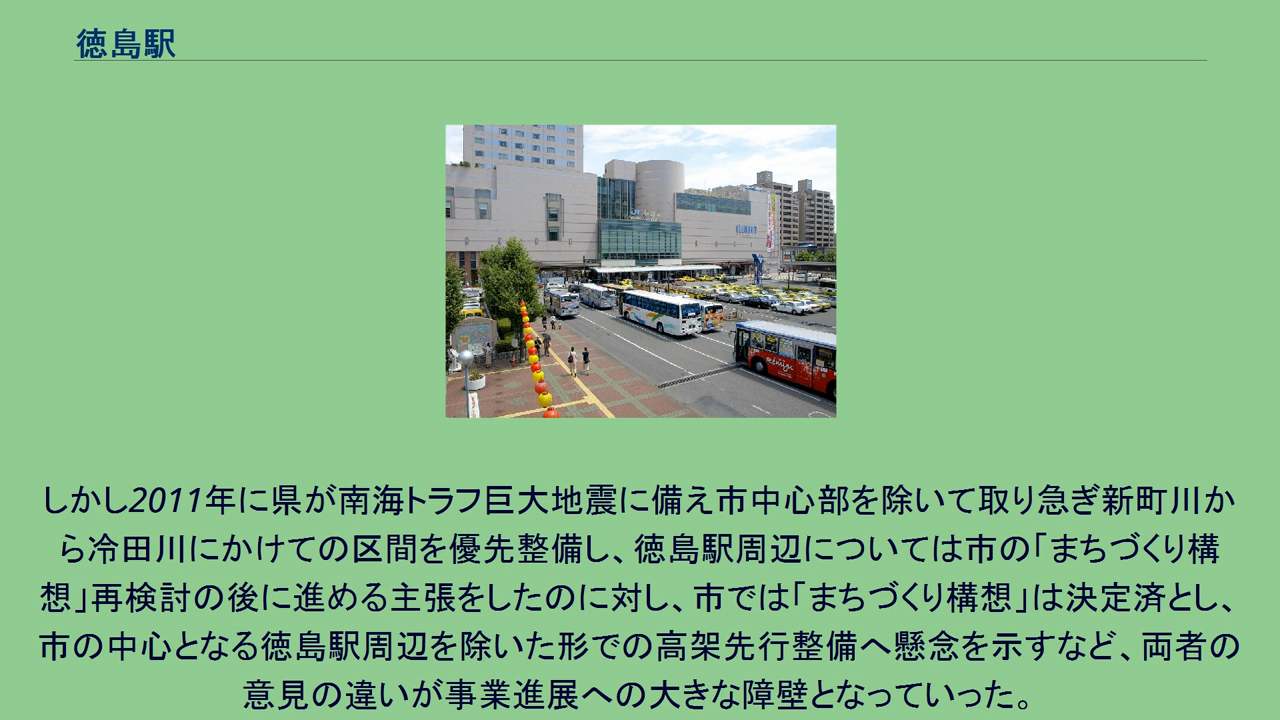 徳島駅
しかし2011年に県が南海トラフ巨大地震に備え市中心部を除いて取り急ぎ新町川か
ら冷田川にかけての区間を優先整備し、徳島駅周辺については市の「まちづくり構
想」再検討の後に進める主張をしたのに対し、市では「まちづくり構想」は決定済とし、
市の中心となる徳島駅周辺を除いた形での高架先行整備へ懸念を示すなど、両者の
意見の違いが事業進展への大きな障壁となっていった。